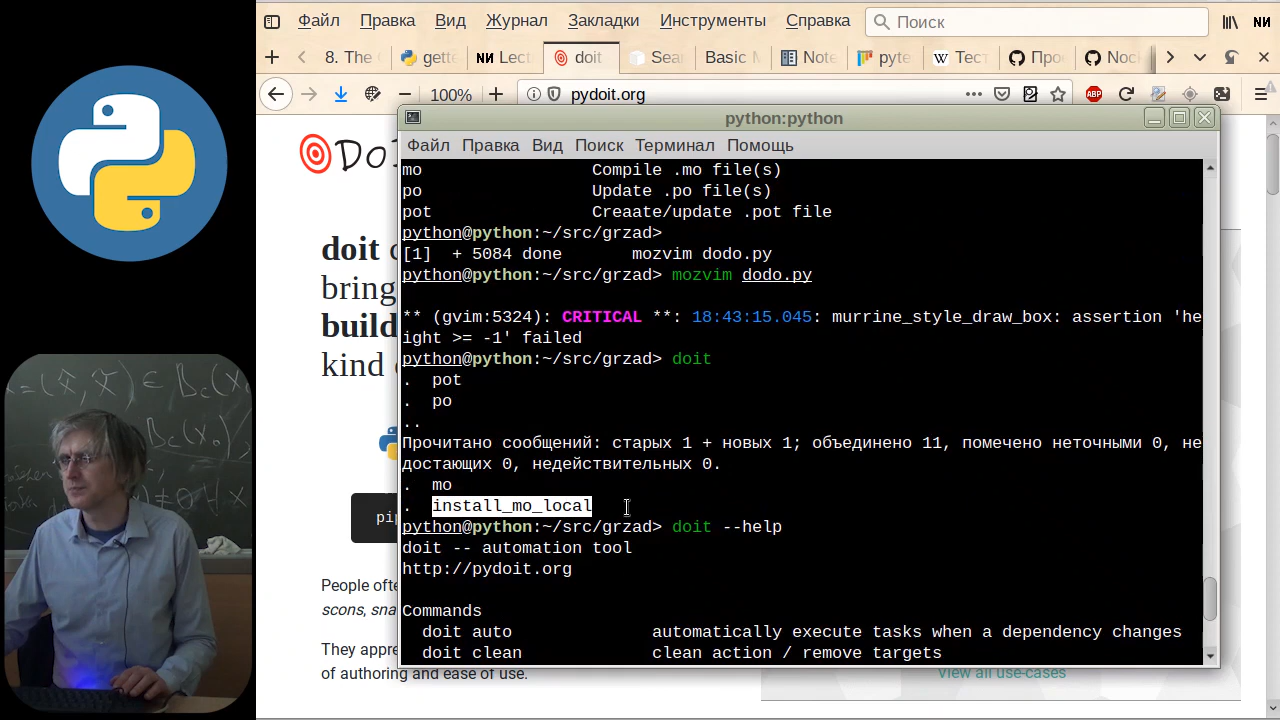 Файл Правка Вид Журнал Закладки Инструменты Справка Поиск
8. The gette Lect doit Sear Basic M Note pyte Тест Про Noc
100% pydoit.org ABP
python:python
DO
Файл Правка Вид Поиск Терминал Помощь
mo Compile .mo file(s)
po Update .po file(s)
pot Creaate/update .pot file
python@python:~/src/grzad>
[1] + 5084 done mozvim dodo.py
python@python:~/src/grzad> mozvim dodo.py
** (gvim:5324): CRITICAL **: 18:43:15.045: murrine_style_draw_box: assertion 'he
ight >= -1' failed
python@python:~/src/grzad> doit
. pot
. po
..
Прочитано сообщений: старых 1 + новых 1; объединено 11, помечено неточными 0, не
достающих 0, недействительных 0.
. mo
. install_mo_local
python@python:~/src/grzad> doit --help
doit -- automation tool
http://pydoit.org
Commands
doit auto automatically execute tasks when a dependency changes
doit clean clean action / remove targets
doit c
bring
build
kind
pip
People ofte
scons, sna
They appre
of authoring and ease of use.
View all use-cases